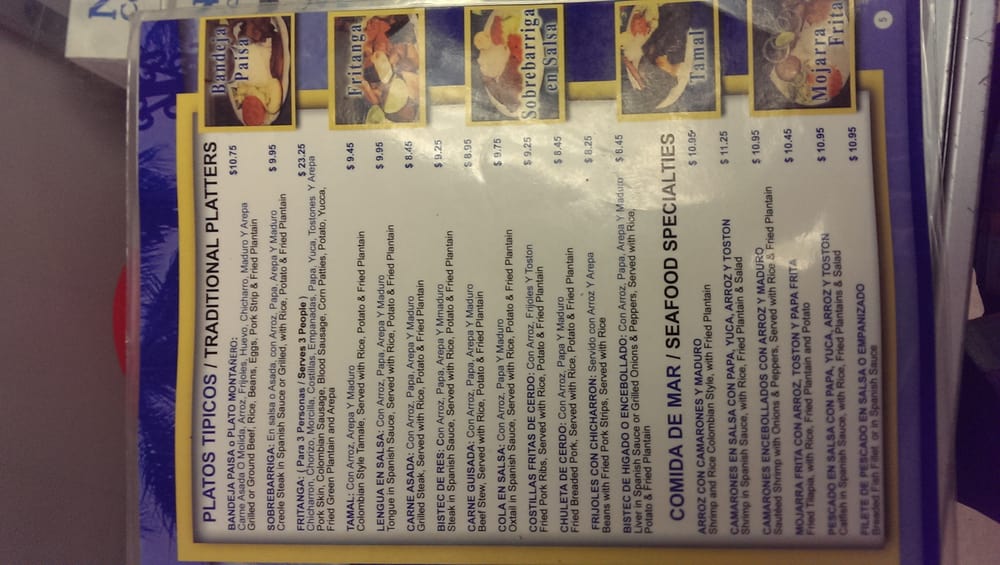 PLATOS TIPICOS / TRADITIONAL PLATTERS
BANDEJA PAISA o PLATO MONTAÑERO: $10.75
Carne Asada O Molida, Arroz, Frijoles, Huevo, Chicharro, Maduro Y Arepa
Grilled or Ground Beef, Rice, Beans, Eggs, Pork Strip & Fried Plantain
SOBREBARRIGA: En salsa o Asada, con Arroz, Papa, Arepa Y Maduro $ 9.95
Creole Steak in Spanish Sauce or Grilled, with Rice, Potato & Fried Plantain
FRITANGA: ( Para 3 Personas / Serves 3 People ) $ 23.25
Chicharron, Chorozo, Morcilla, Costillas, Empanadas, Papa, Yuca, Tostones Y Arepa
Pork Skin, Colombian Sausage, Blood Sausage, Corn Patties, Potato, Yucca,
Fried Green Plantain and Arepa
TAMAL: Con Arroz, Arepa Y Maduro $ 9.45
Colombian Style Tamale, Served with Rice, Potato & Fried Plantain
LENGUA EN SALSA: Con Arroz, Papa, Arepa Y Maduro $ 9.95
Tongue in Spanish Sauce, Served with Rice, Potato & Fried Plantain
CARNE ASADA: Con Arroz, Papa, Arepa Y Maduro $ 8.45
Grilled Steak, Served with Rice, Potato & Fried Plantain
BISTEC DE RES: Con Arroz, Papa, Arepa Y Mmaduro $ 9.25
Steak in Spanish Sauce, Served with Rice, Potato & Fried Plantain
CARNE GUISADA: Con Arroz, Papa, Arepa Y Maduro $ 8.95
Beef Stew, Served with Rice, Potato & Fried Plantain
COLA EN SALSA: Con Arroz, Papa Y Maduro $ 9.75
Oxtail in Spanish Sauce, Served with Rice, Potato & Fried Plantain
COSTILLAS FRITAS DE CERDO: Con Arroz, Frijoles Y Toston $ 9.25
Fried Pork Ribs, Served with Rice, Potato & Fried Plantain
CHULETA DE CERDO: Con Arroz, Papa Y Maduro $ 8.45
Fried Breaded Pork, Served with Rice, Potato & Fried Plantain
FRIJOLES CON CHICHARRON: Servido con Arroz Y Arepa $ 8.25
Beans with Fried Pork Strips, Served with Rice
BISTEC DE HIGADO O ENCEBOLLADO: Con Arroz, Papa, Arepa Y Maduro $ 8.45
Liver in Spanish Sauce or Grilled Onions & Peppers, Served with Rice,
Potato & Fried Plantain
COMIDA DE MAR / SEAFOOD SPECIALTIES
ARROZ CON CAMARONES Y MADURO $ 10.95
Shrimp and Rice Colombian Style, with Fried Plantain
CAMARONES EN SALSA CON PAPA, YUCA, ARROZ Y TOSTON $ 11.25
Shrimp in Spanish Sauce, with Rice, Fried Plantain & Salad
CAMARONES ENCEBOLLADOS CON ARROZ Y MADURO $ 10.95
Sautéed Shrimp with Onions & Peppers, Served with Rice & Fried Plantain
MOJARRA FRITA CON ARROZ, TOSTON Y PAPA FRITA $ 10.45
Fried Tilapia, with Rice, Fried Plantain and Potato
PESCADO EN SALSA CON PAPA, YUCA, ARROZ Y TOSTON $ 10.95
Catfish in Spanish Sauce, with Rice, Fried Plantains & Salad
FILETE DE PESCADO EN SALSA O EMPANIZADO $ 10.95
Breaded Fish Fillet or in Spanish Sauce
Bandeja
Paisa
Fritanga
Sobrebarriga
en Salsa
Tamal
Mojarra
Frita
5